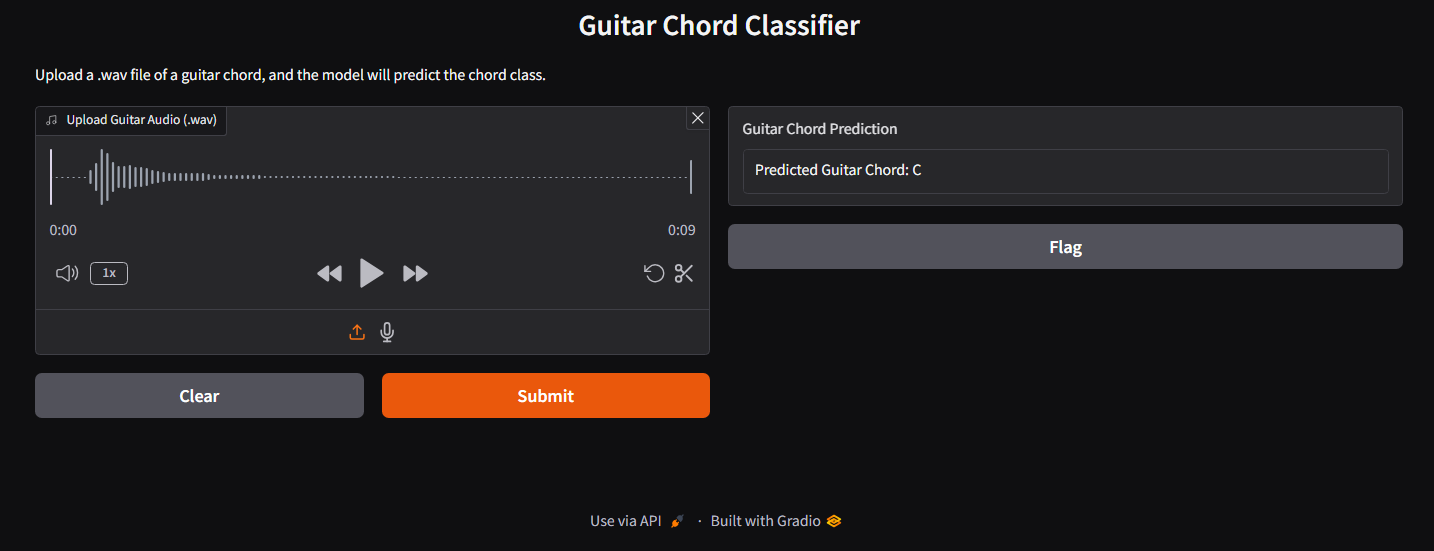 Guitar Chord Classifier
Upload a .wav file of a guitar chord, and the model will predict the chord class.
Upload Guitar Audio (.wav)
0:00
0:09
1x
Clear
Submit
Guitar Chord Prediction
Predicted Guitar Chord: C
Flag
Use via API · Built with Gradio